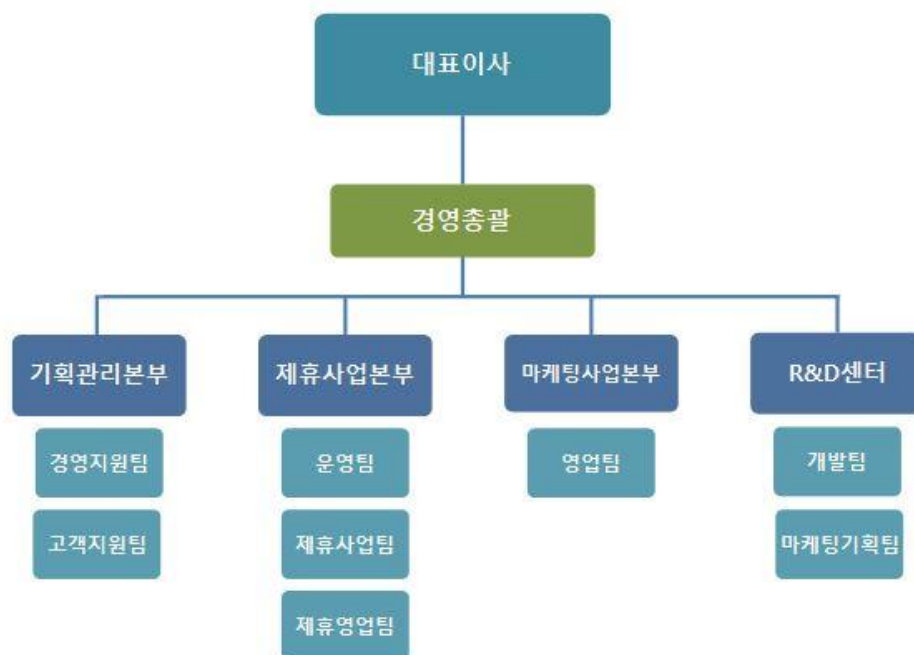 대표이사
경영총괄
기획관리본부
제휴사업본부
마케팅사업본부
R&D센터
경영지원팀
운영팀
영업팀
개발팀
고객지원팀
제휴사업팀
마케팅기획팀
제휴영업팀